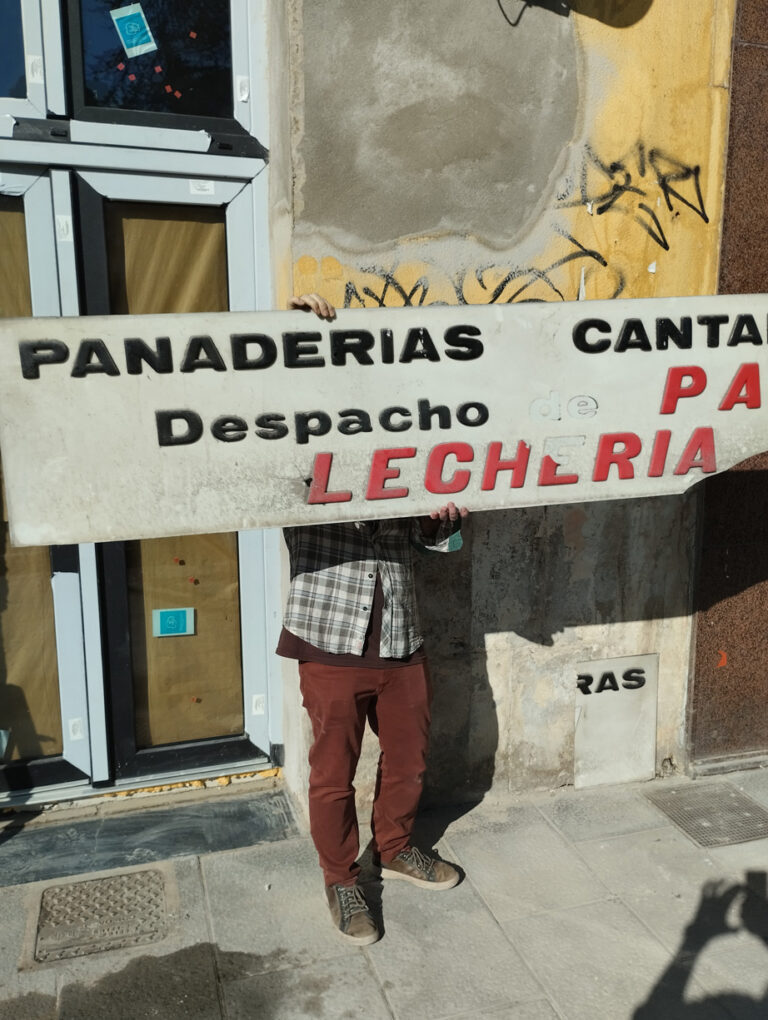 PANADERIAS CANTA
Despacho de PA
LECHERIA
RAS